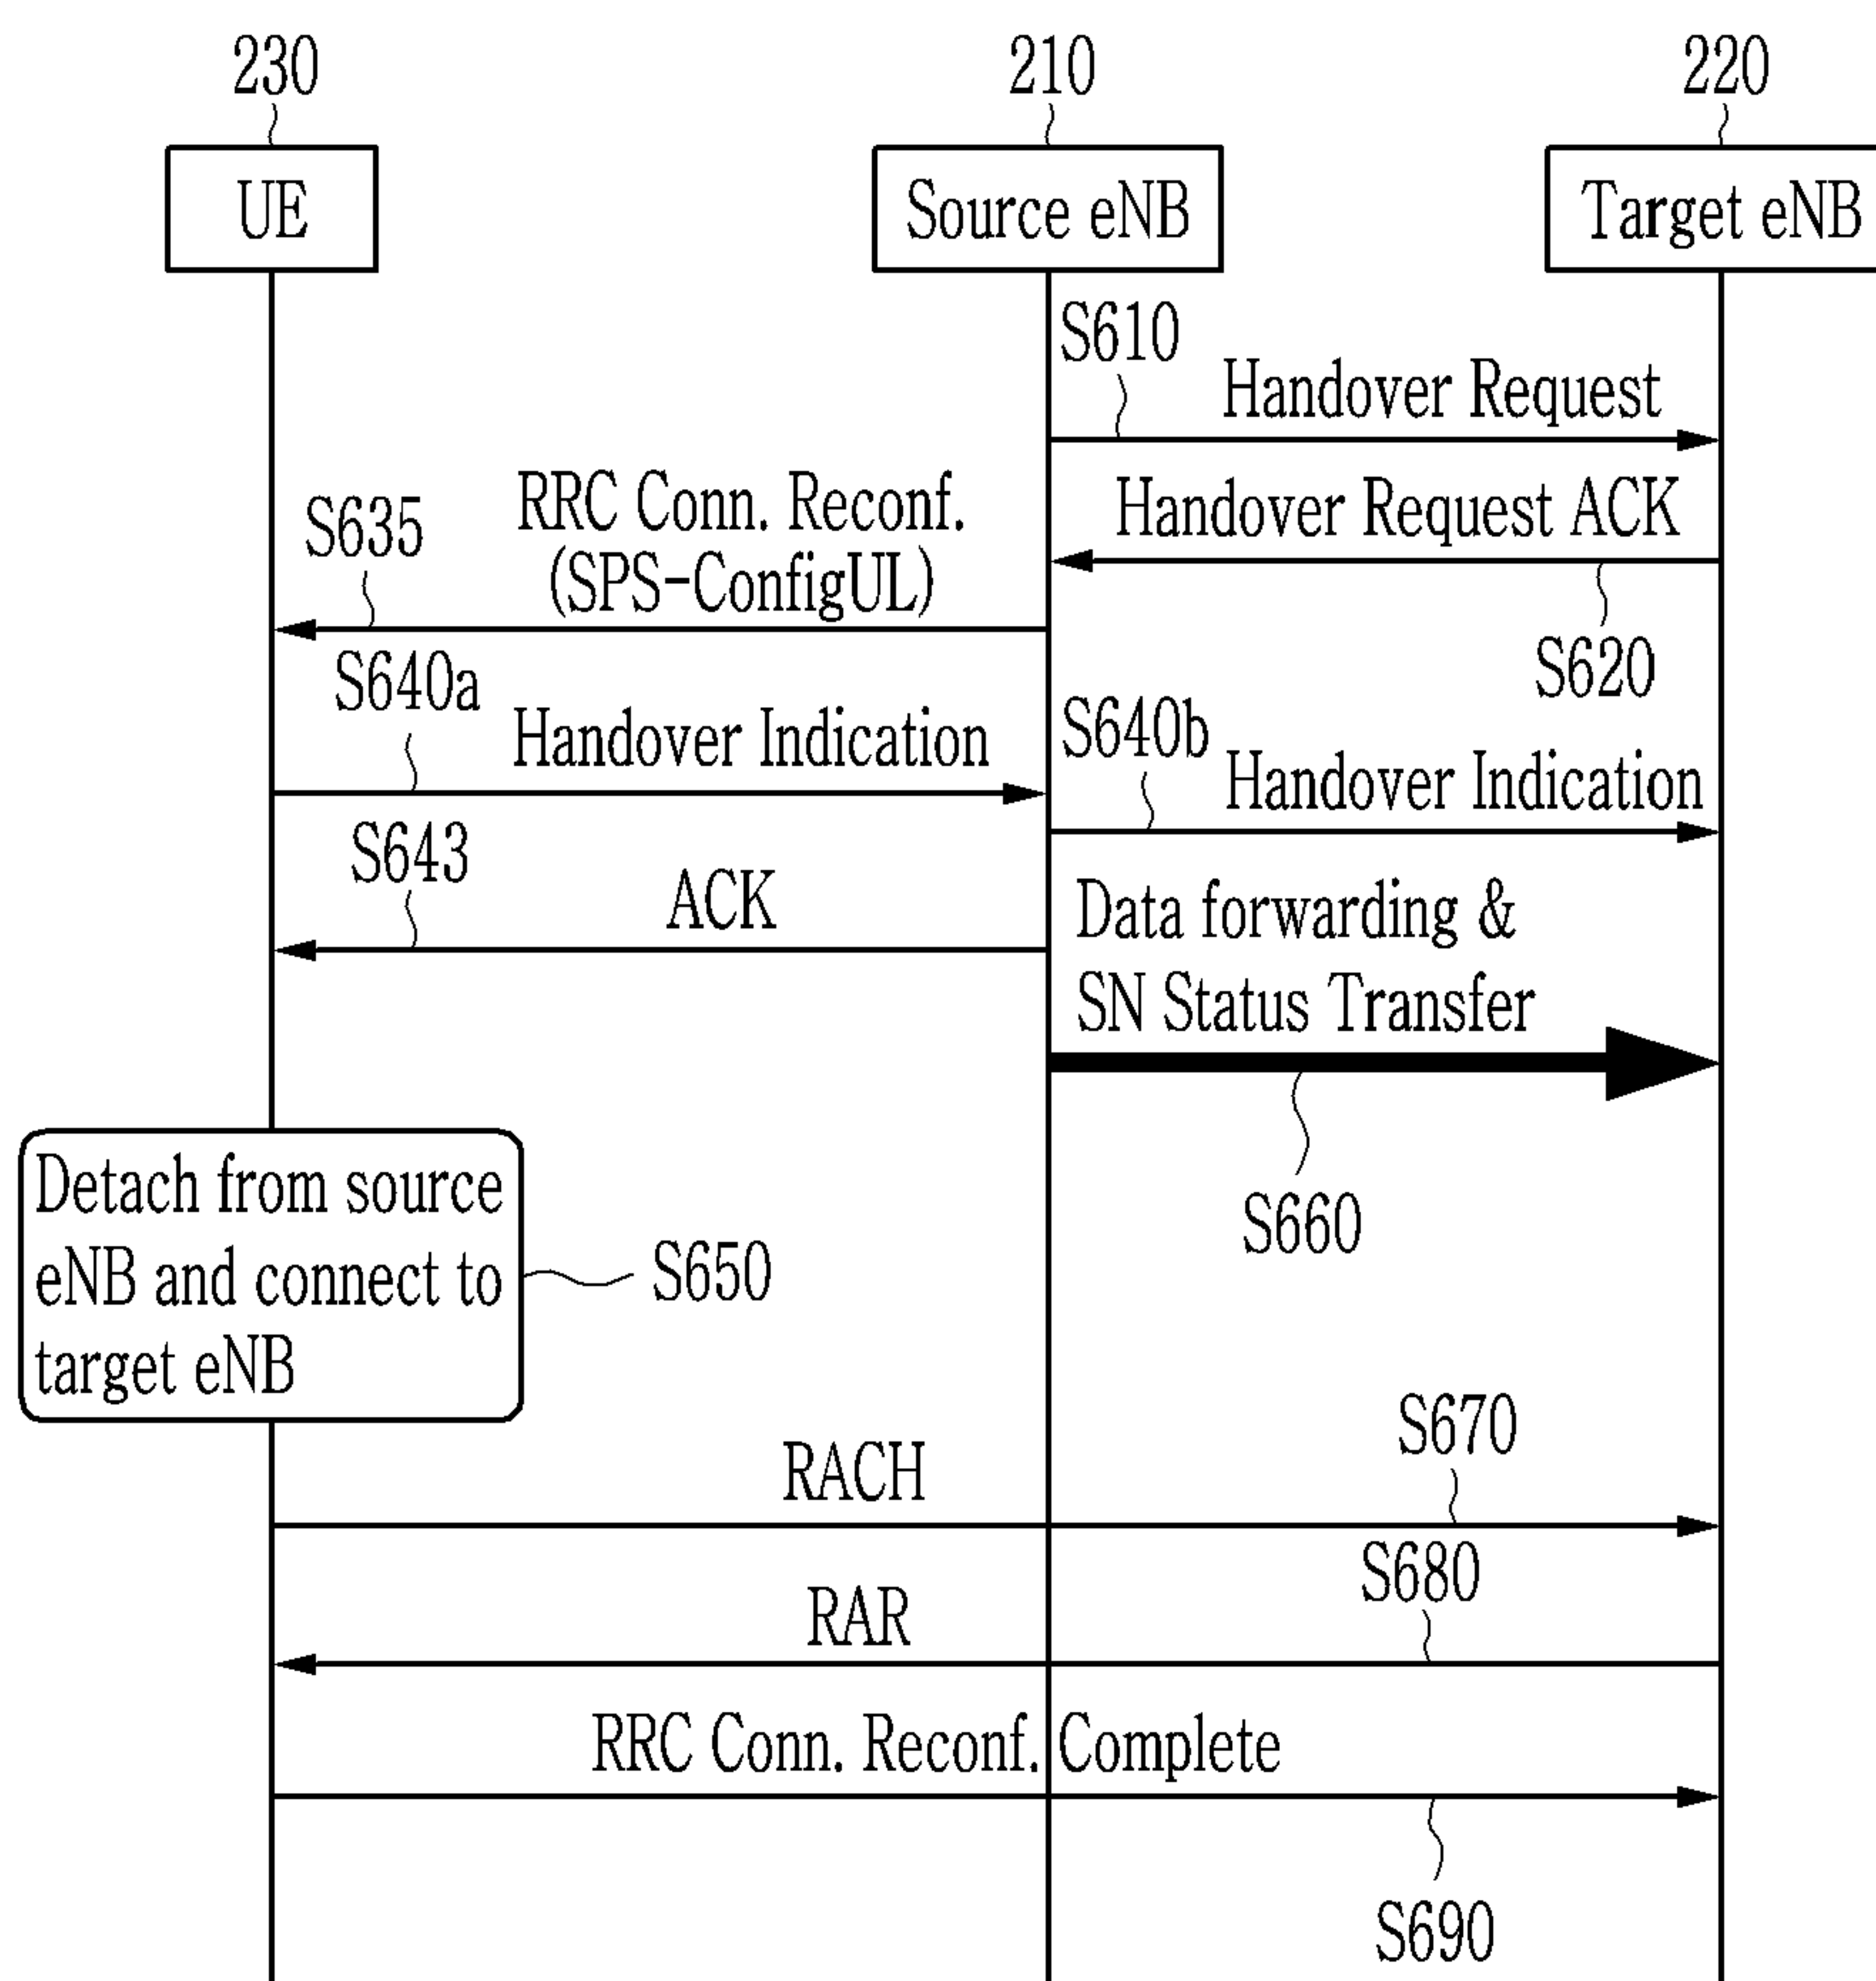 230
210
220
UE
Source eNB
Target eNB
S610
Handover Request
Handover Request ACK
S620
S635
RRC Conn. Reconf.
(SPS-ConfigUL)
S640a
Handover Indication
S640b
Handover Indication
S643
ACK
Data forwarding &
SN Status Transfer
S660
Detach from source
eNB and connect to
target eNB
S650
RACH
S670
RAR
S680
RRC Conn. Reconf. Complete
S690